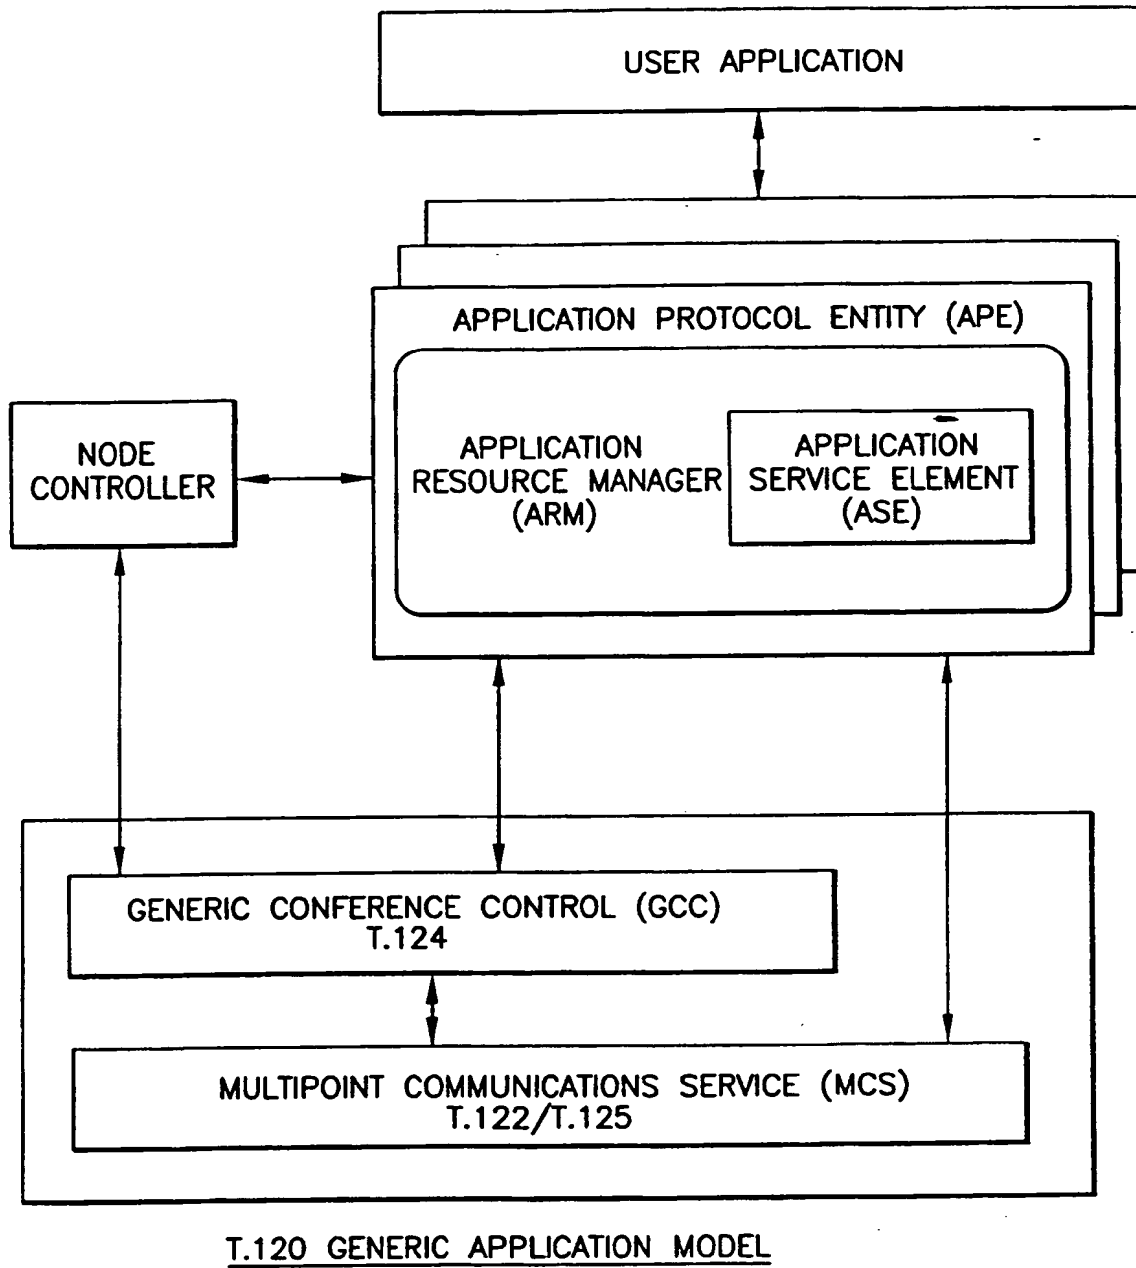 USER APPLICATION
APPLICATION PROTOCOL ENTITY (APE)
NODE
CONTROLLER
APPLICATION
RESOURCE MANAGER
(ARM)
APPLICATION
SERVICE ELEMENT
(ASE)
GENERIC CONFERENCE CONTROL (GCC)
T.124
MULTIPOINT COMMUNICATIONS SERVICE (MCS)
T.122/T.125
T.120 GENERIC APPLICATION MODEL